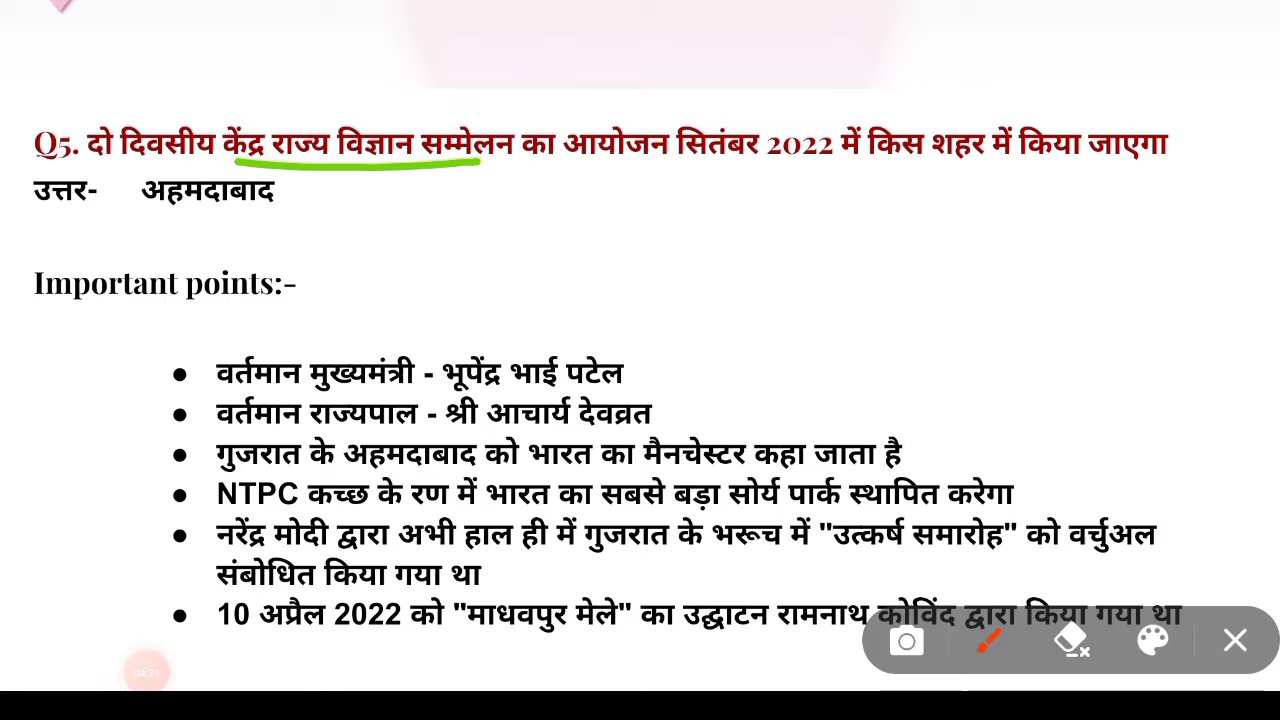 Q5. दो दिवसीय केंद्र राज्य विज्ञान सम्मेलन का आयोजन सितंबर 2022 में किस शहर में किया जाएगा
उत्तर- अहमदाबाद
Important points:-
● वर्तमान मुख्यमंत्री - भूपेंद्र भाई पटेल
● वर्तमान राज्यपाल - श्री आचार्य देवव्रत
● गुजरात के अहमदाबाद को भारत का मैनचेस्टर कहा जाता है
● NTPC कच्छ के रण में भारत का सबसे बड़ा सोर्य पार्क स्थापित करेगा
● नरेंद्र मोदी द्वारा अभी हाल ही में गुजरात के भरूच में "उत्कर्ष समारोह" को वर्चुअल
संबोधित किया गया था
● 10 अप्रैल 2022 को "माधवपुर मेले" का उद्घाटन रामनाथ कोविंद द्वारा किया गया था
04:21